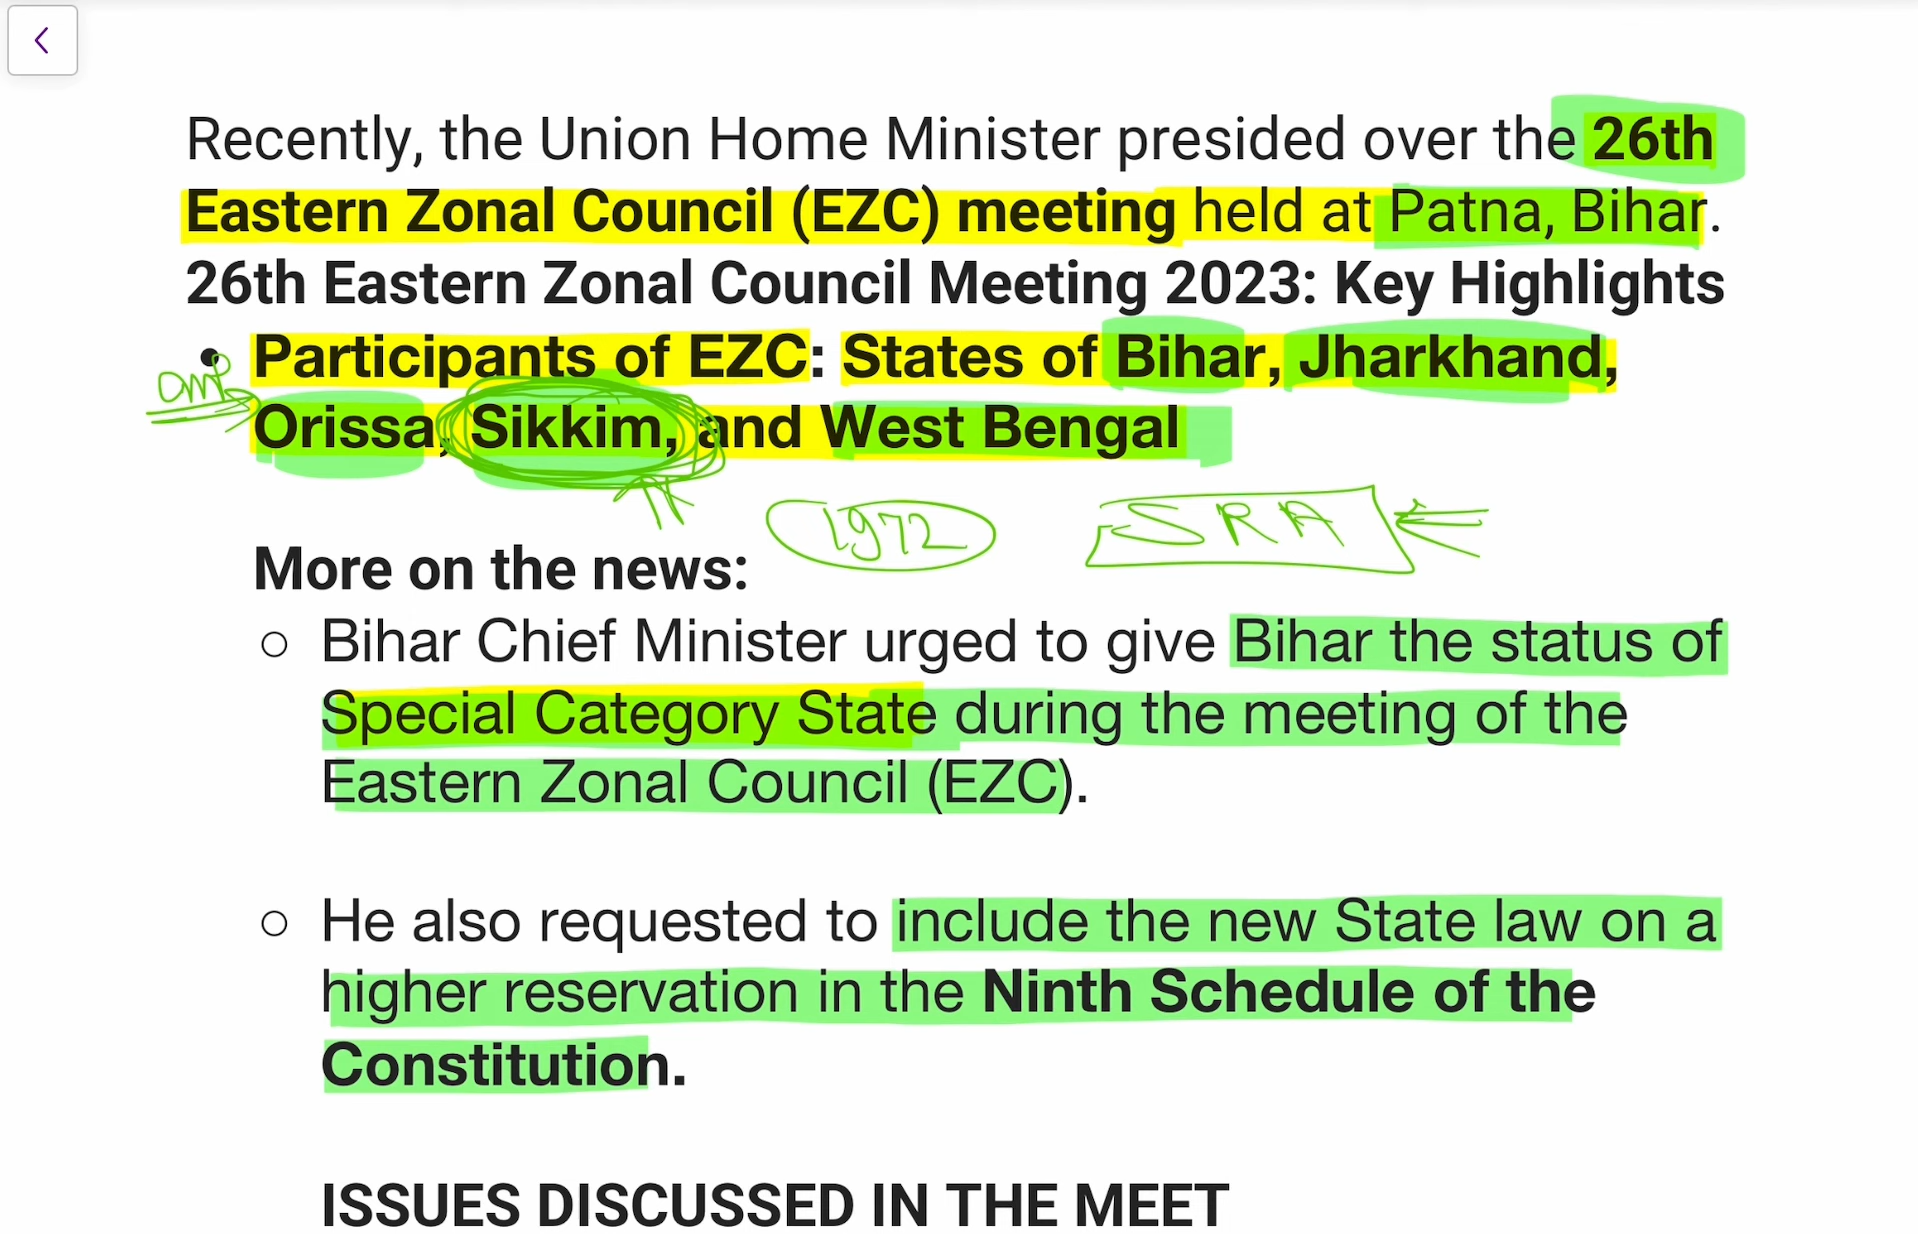 Recently, the Union Home Minister presided over the 26th
Eastern Zonal Council (EZC) meeting held at Patna, Bihar.
26th Eastern Zonal Council Meeting 2023: Key Highlights
• Participants of EZC: States of Bihar, Jharkhand,
Imp
Orissa, Sikkim, and West Bengal
1972 SRA
More on the news:
○ Bihar Chief Minister urged to give Bihar the status of
Special Category State during the meeting of the
Eastern Zonal Council (EZC).
○ He also requested to include the new State law on a
higher reservation in the Ninth Schedule of the
Constitution.
ISSUES DISCUSSED IN THE MEET